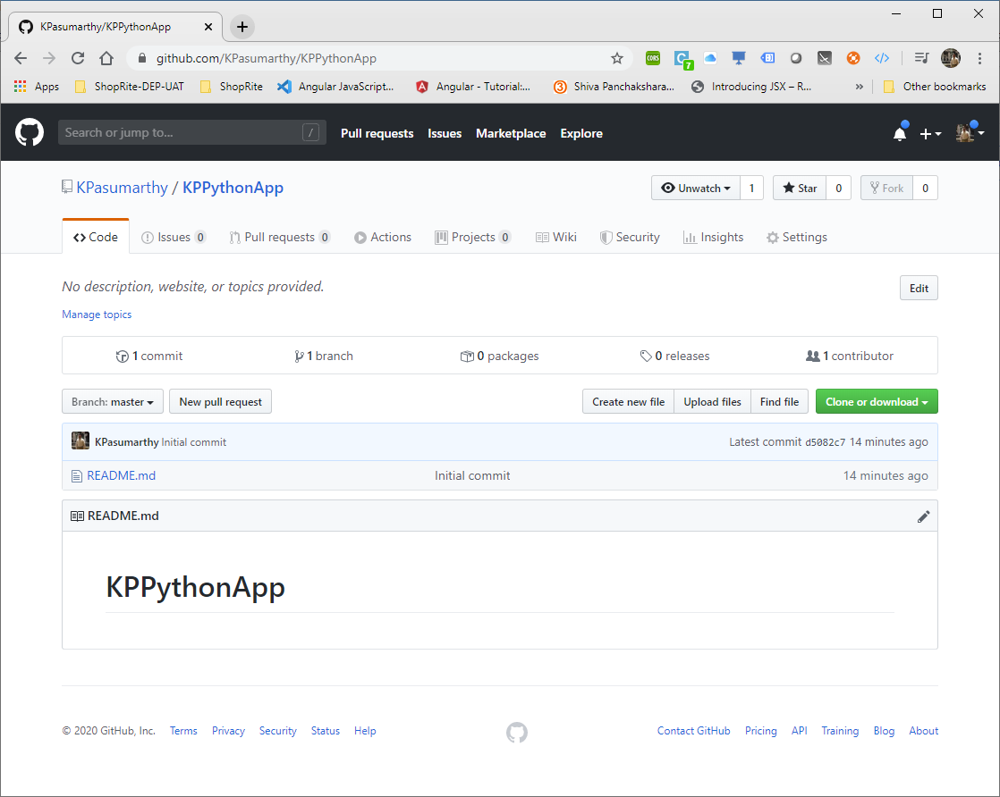 KPasumarthy/KPPythonApp
github.com/KPasumarthy/KPPythonApp
CORS
C
7
Apps
ShopRite-DEP-UAT
ShopRite
Angular JavaScript...
Angular - Tutorial:...
Shiva Panchakshara...
Introducing JSX – R...
»
Other bookmarks
Search or jump to...
/
Pull requests
Issues
Marketplace
Explore
KPasumarthy / KPPythonApp
Unwatch 1
Star 0
Fork 0
Code
Issues 0
Pull requests 0
Actions
Projects 0
Wiki
Security
Insights
Settings
No description, website, or topics provided.
Edit
Manage topics
1 commit
1 branch
0 packages
0 releases
1 contributor
Branch: master
New pull request
Create new file
Upload files
Find file
Clone or download
KPasumarthy Initial commit
Latest commit d5082c7 14 minutes ago
README.md
Initial commit
14 minutes ago
README.md
KPPythonApp
© 2020 GitHub, Inc.
Terms
Privacy
Security
Status
Help
Contact GitHub
Pricing
API
Training
Blog
About